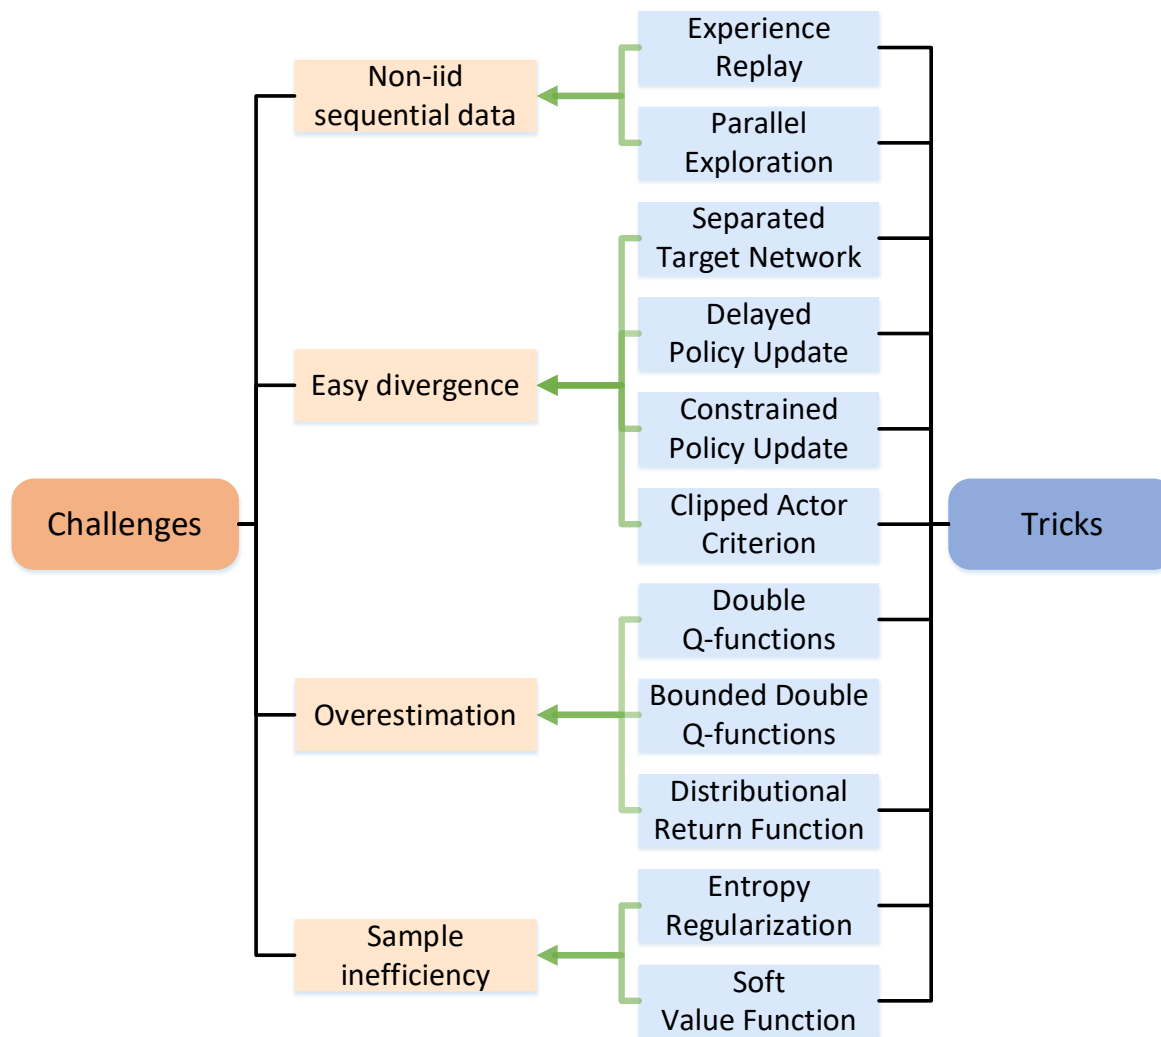 Challenges
Non-iid
sequential data
Easy divergence
Overestimation
Sample
inefficiency
Experience
Replay
Parallel
Exploration
Separated
Target Network
Delayed
Policy Update
Constrained
Policy Update
Clipped Actor
Criterion
Double
Q-functions
Bounded Double
Q-functions
Distributional
Return Function
Entropy
Regularization
Soft
Value Function
Tricks